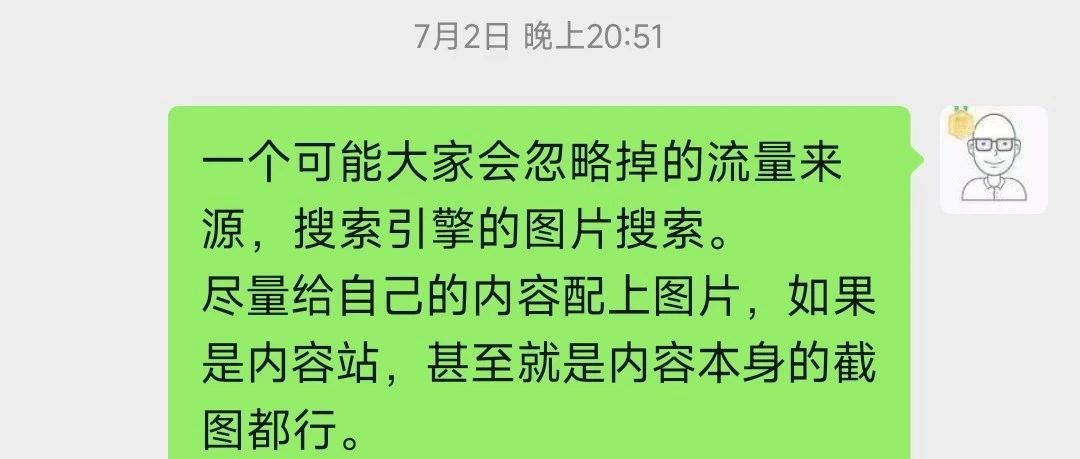 7月2日 晚上20:51
一个可能大家会忽略掉的流量来
源，搜索引擎的图片搜索。
尽量给自己的内容配上图片，如果
是内容站，甚至就是内容本身的截
图都行。